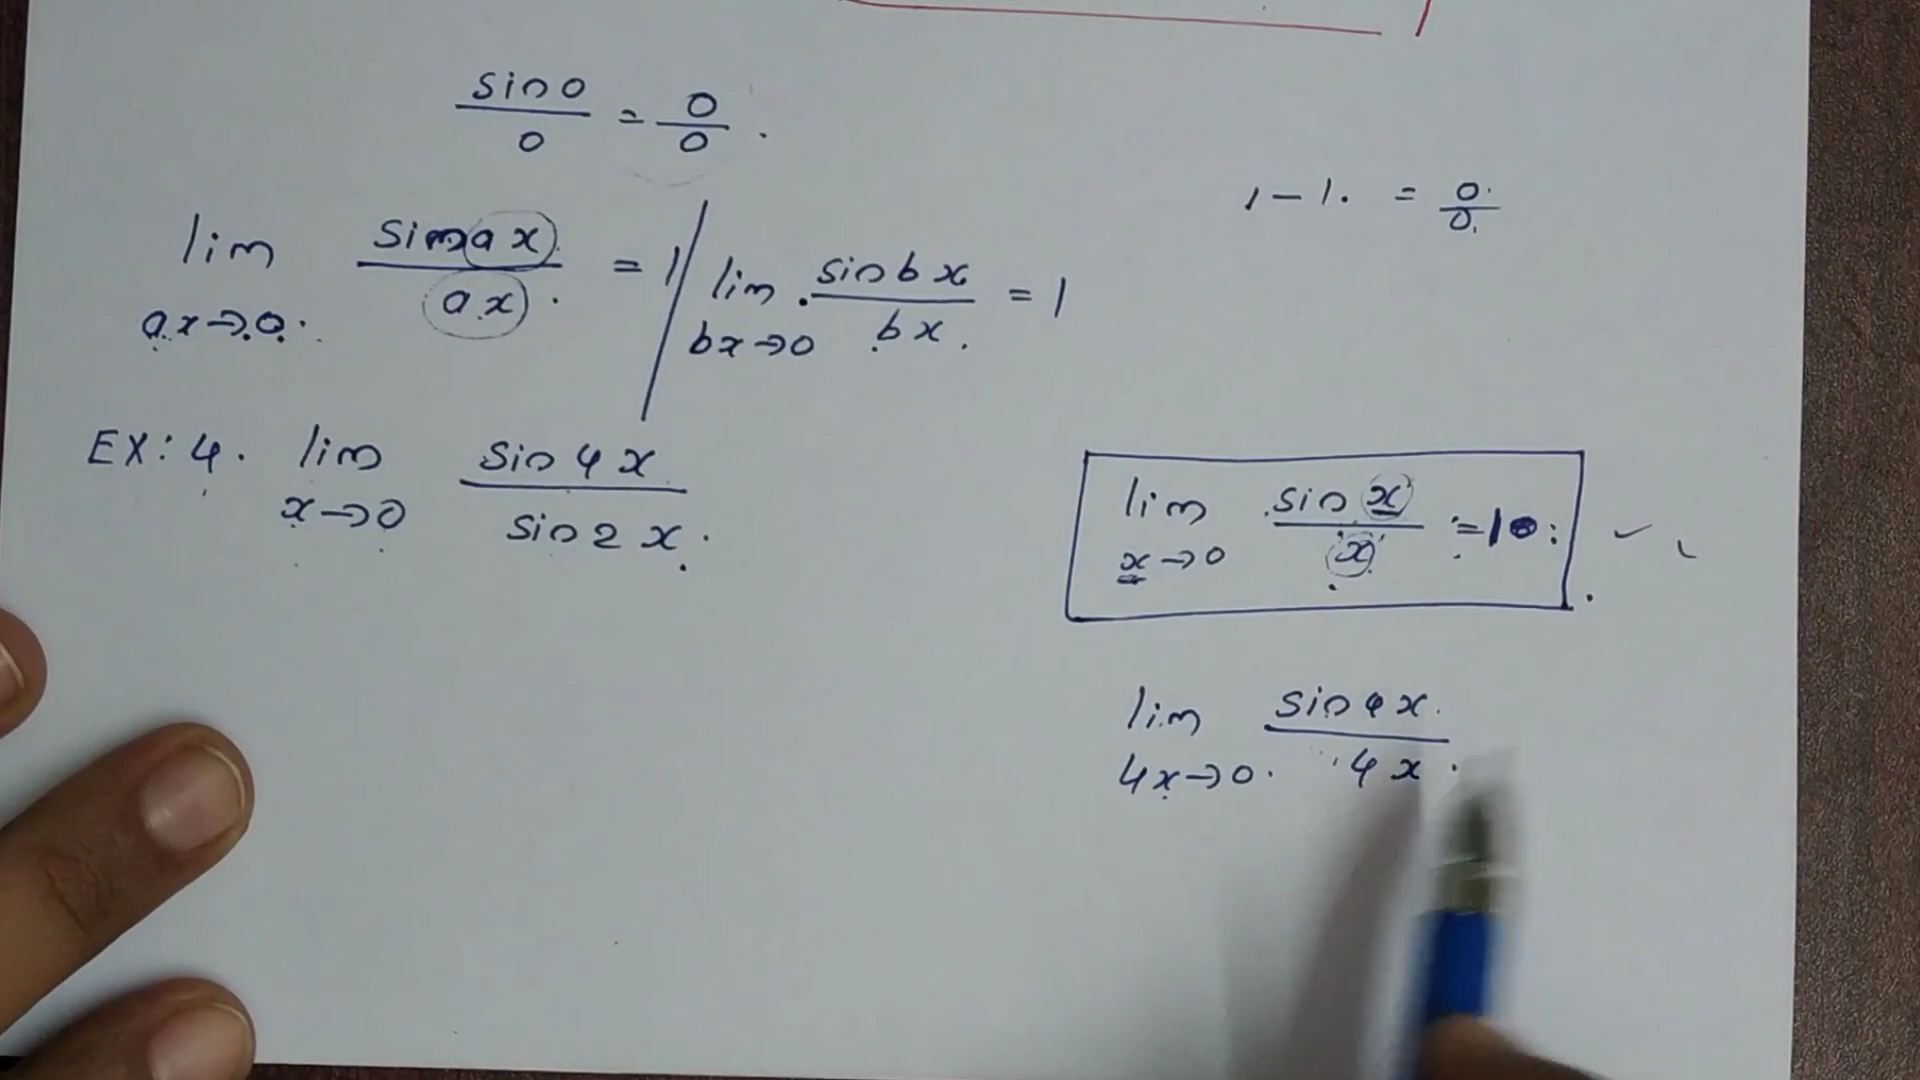 sin 0 / 0 = 0 / 0 .
1 - 1. = 0 / 0
lim ax→0 sin ax / ax = 1
lim bx→0 sin bx / bx = 1
EX: 4. lim x→0 sin 4x / sin 2x
lim x→0 sin x / x = 1
lim 4x→0 sin 4x / 4x